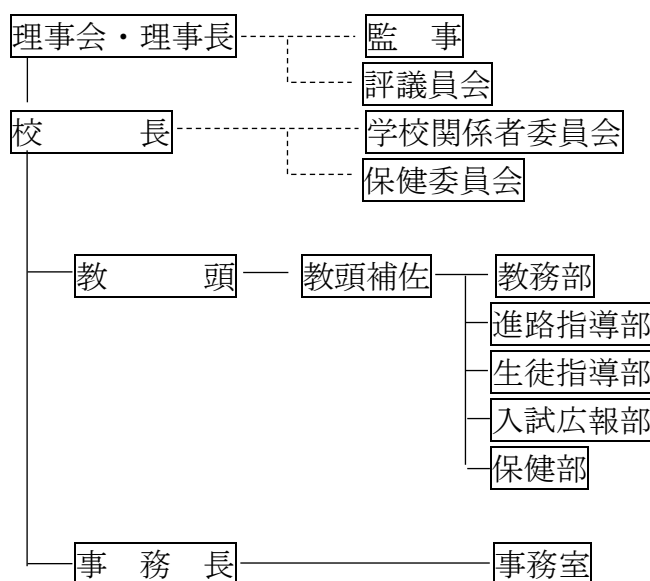 理事会・理事長　監　事
評議員会
校　　　長　学校関係者委員会
保健委員会
教　　　頭　教頭補佐　教務部
進路指導部
生徒指導部
入試広報部
保健部
事　務　長　事務室